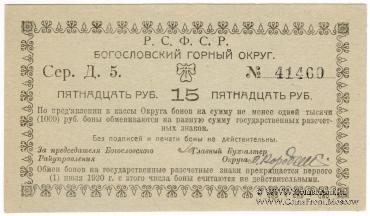 Р. С. Ф. С. Р.
БОГОСЛОВСКИЙ ГОРНЫЙ ОКРУГ.
Сер. Д. 5. № 41460
ПЯТНАДЦАТЬ РУБ. 15 ПЯТНАДЦАТЬ РУБ.
По предъявлении в кассы Округа бонов на сумму не менее одной тысячи
(1000) руб. боны обмениваются на равную сумму государственных расчет-
ных знаков.
Без подписей и печати боны не действительны.
За председателя Богословского Главный Бухгалтер
Райуправления Округа
Обмен бонов на государственные расчетные знаки прекращается первого
(1) июля 1920 г. с этого числа боны считаются не действительными.